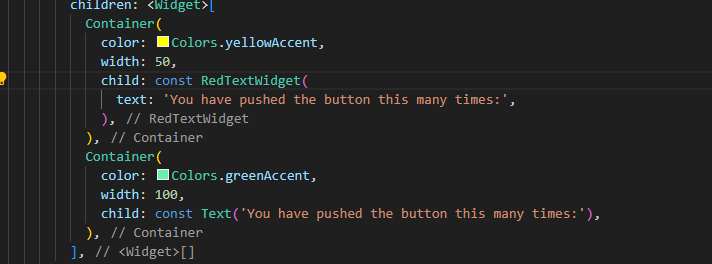 children: <Widget>[
Container(
color: Colors.yellowAccent,
width: 50,
child: const RedTextWidget(
text: 'You have pushed the button this many times:',
), // RedTextWidget
), // Container
Container(
color: Colors.greenAccent,
width: 100,
child: const Text('You have pushed the button this many times:'),
), // Container
], // <Widget>[]